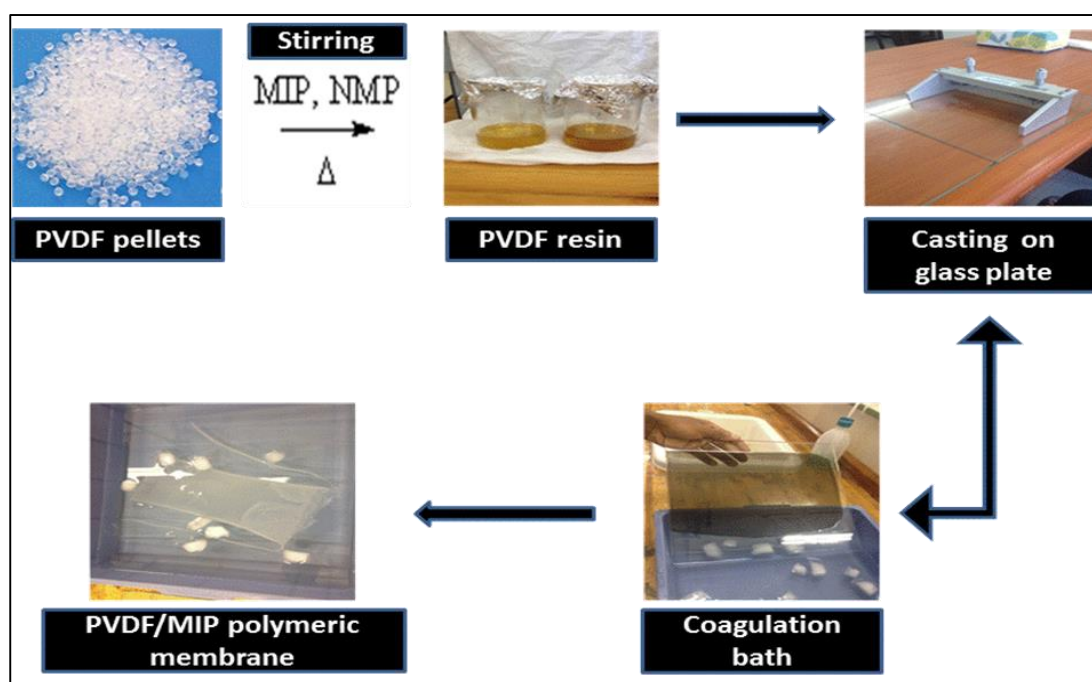 Stirring
MIP, NMP
Δ
PVDF pellets
PVDF resin
Casting on
glass plate
PVDF/MIP polymeric
membrane
Coagulation
bath